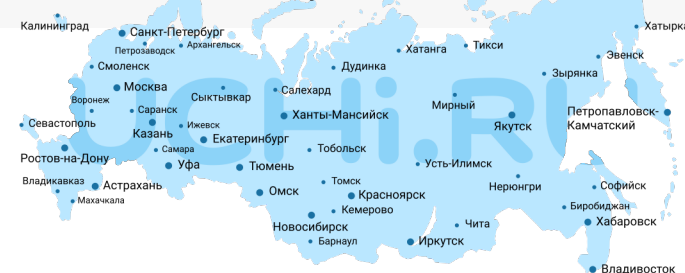 Калининград
Санкт-Петербург
Хатырка
Петрозаводск
Архангельск
Хатанга
Тикси
Эвенск
Смоленск
Дудинка
Зырянка
Москва
Сыктывкар
Салехард
Воронеж
Саранск
Ханты-Мансийск
Мирный
Петропавловск-
Камчатский
Севастополь
Казань
Ижевск
Якутск
Екатеринбург
Самара
Тобольск
Ростов-на-Дону
Уфа
Тюмень
Усть-Илимск
Владикавказ
Астрахань
Томск
Нерюнгри
Софийск
Махачкала
Омск
Красноярск
Кемерово
Биробиджан
Новосибирск
Чита
Хабаровск
Барнаул
Иркутск
Владивосток
UCHi.RU